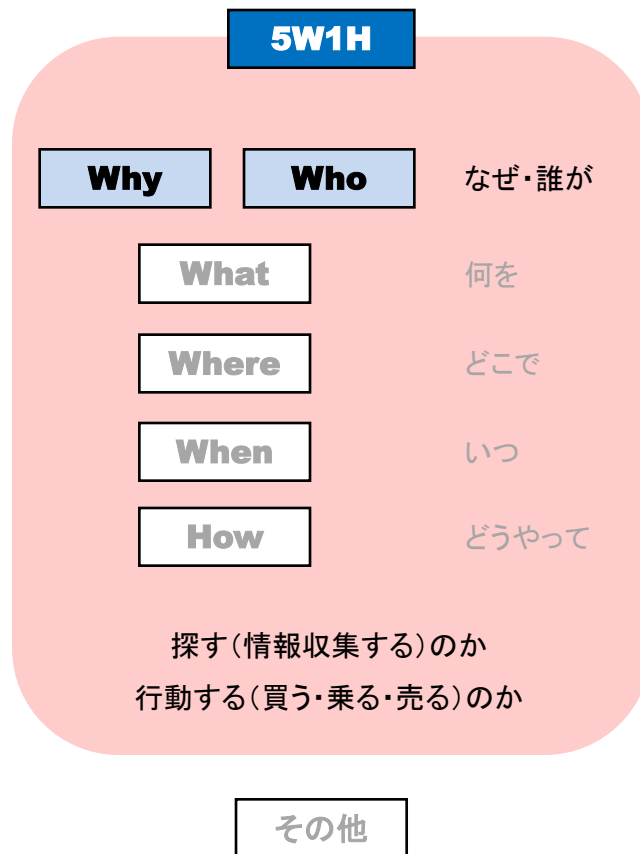 5W1H
Why Who なぜ・誰が
What 何を
Where どこで
When いつ
How どうやって
探す（情報収集する）のか
行動する（買う・乗る・売る）のか
その他